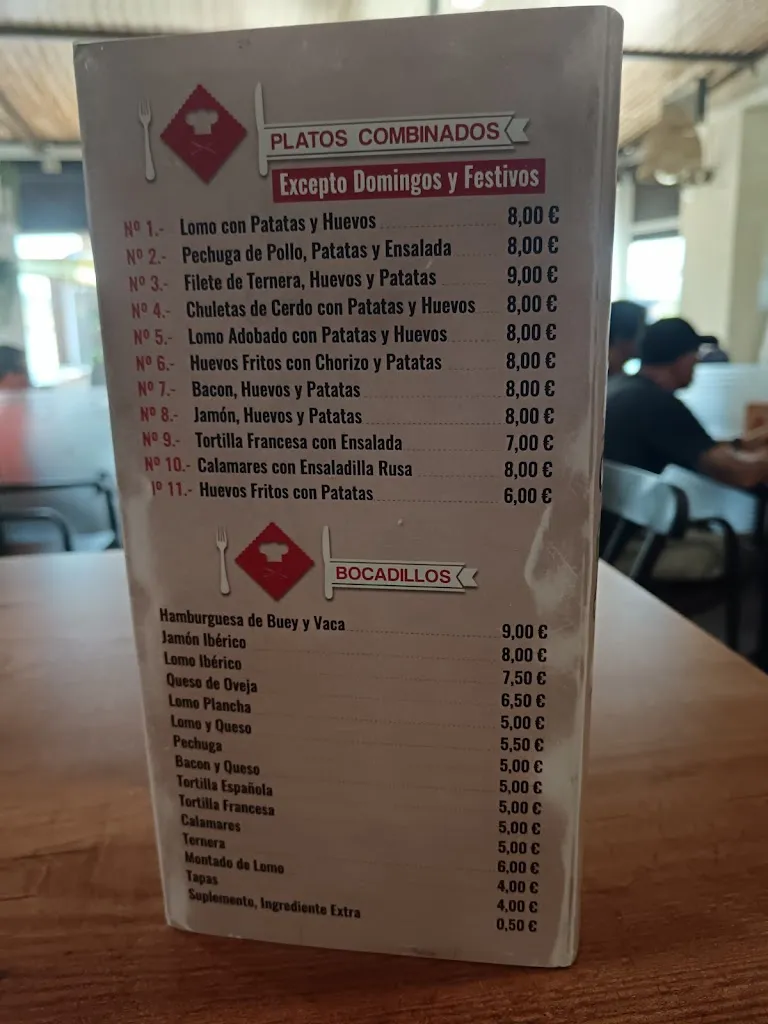 PLATOS COMBINADOS
Excepto Domingos y Festivos
Nº 1.- Lomo con Patatas y Huevos 8,00 €
Nº 2.- Pechuga de Pollo, Patatas y Ensalada 8,00 €
Nº 3.- Filete de Ternera, Huevos y Patatas 9,00 €
Nº 4.- Chuletas de Cerdo con Patatas y Huevos 8,00 €
Nº 5.- Lomo Adobado con Patatas y Huevos 8,00 €
Nº 6.- Huevos Fritos con Chorizo y Patatas 8,00 €
Nº 7.- Bacon, Huevos y Patatas 8,00 €
Nº 8.- Jamón, Huevos y Patatas 8,00 €
Nº 9.- Tortilla Francesa con Ensalada 7,00 €
Nº 10.- Calamares con Ensaladilla Rusa 8,00 €
º 11.- Huevos Fritos con Patatas 6,00 €
BOCADILLOS
Hamburguesa de Buey y Vaca 9,00 €
Jamón Ibérico 8,00 €
Lomo Ibérico 7,50 €
Queso de Oveja 6,50 €
Lomo Plancha 5,00 €
Lomo y Queso 5,50 €
Pechuga 5,00 €
Bacon y Queso 5,00 €
Tortilla Española 5,00 €
Tortilla Francesa 5,00 €
Calamares 5,00 €
Ternera 6,00 €
Montado de Lomo 4,00 €
Tapas 4,00 €
Suplemento, Ingrediente Extra 0,50 €